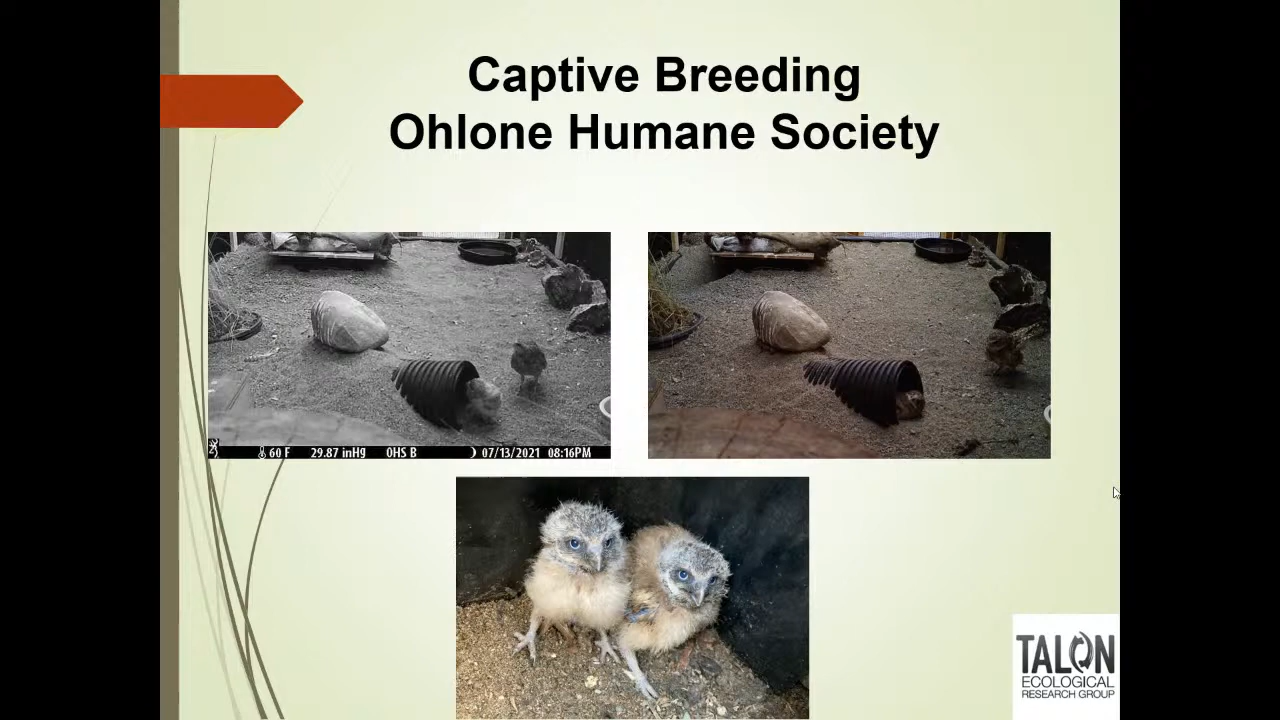 Captive Breeding
Ohlone Humane Society
60 F 29.87 inHg OHS B 07/13/2021 08:16PM
TALON
ECOLOGICAL
RESEARCH GROUP